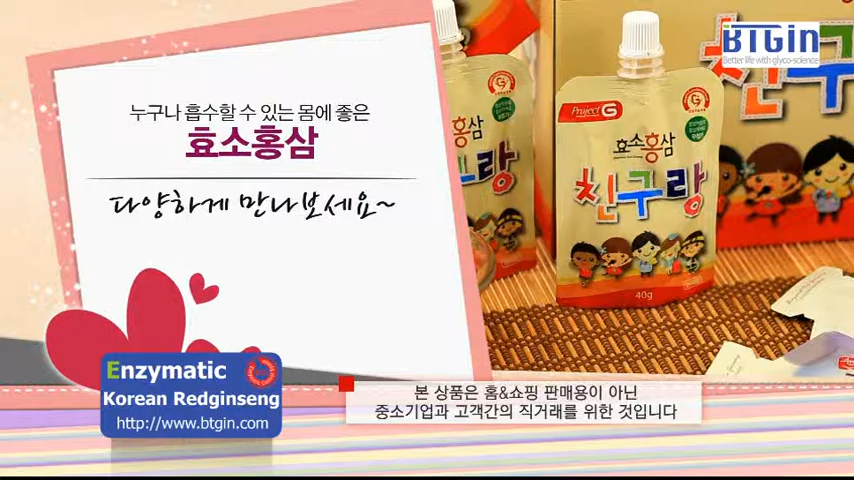 누구나 흡수할 수 있는 몸에 좋은
효소홍삼
다양하게 만나보세요~
BTGin
Better life with glyco-science
Project G
효소홍삼
친구랑
40g
홍삼
구랑
친구
Enzymatic
Korean Redginseng
http://www.btgin.com
본 상품은 홈&쇼핑 판매용이 아닌
중소기업과 고객간의 직거래를 위한 것입니다